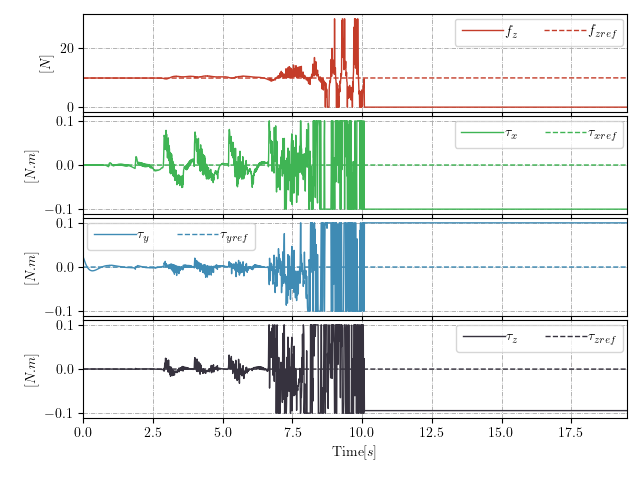 [N]
20
0
f_z
f_zref
[N.m]
0.1
0.0
−0.1
τ_x
τ_xref
[N.m]
0.1
0.0
−0.1
τ_y
τ_yref
[N.m]
0.1
0.0
−0.1
τ_z
τ_zref
0.0 2.5 5.0 7.5 10.0 12.5 15.0 17.5
Time[s]